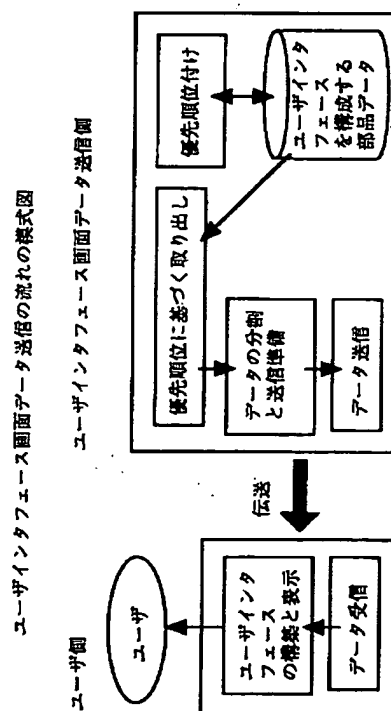 ユーザインタフェース画面データ送信の流れの模式図
ユーザインタフェース画面データ送信側
優先順位付け
ユーザインタ
フェース
を構成する
部品データ
優先順位に基づく取り出し
データの分割
と送信準備
データ送信
伝送
ユーザ側
ユーザ
ユーザインタ
フェース
の構築と表示
データ受信